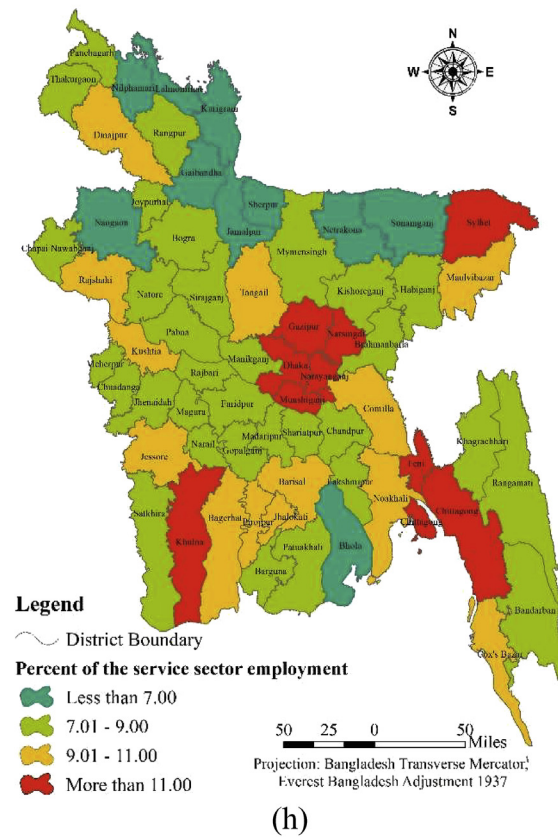 N
W E
S
Panchagarh
Thakurgaon
Nilphamari
Lalmonirhat
Kurigram
Dinajpur
Rangpur
Gaibandha
Joypurhat
Naogaon
Sherpur
Jamalpur
Netrakona
Sunamganj
Sylhet
Bogra
Mymensingh
Chapai Nawabganj
Rajshahi
Tangail
Kishoreganj
Habiganj
Maulvibazar
Natore
Sirajganj
Gazipur
Narsingdi
Pabna
Brahmanbaria
Kushtia
Manikganj
Dhaka
Meherpur
Rajbari
Narayanganj
Chuadanga
Munshiganj
Jhenaidah
Faridpur
Comilla
Magura
Shariatpur
Chandpur
Madaripur
Khagrachhari
Jessore
Narail
Gopalganj
Feni
Rangamati
Barisal
Lakshmipur
Satkhira
Khulna
Bagerhat
Pirojpur
Jhalokati
Noakhali
Chittagong
Chittagong
Patuakhali
Bhola
Barguna
Bandarban
Cox's Bazar
Legend
District Boundary
Percent of the service sector employment
Less than 7.00
7.01 - 9.00
9.01 - 11.00
More than 11.00
50 25 0 50
Miles
Projection: Bangladesh Transverse Mercator,
Everest Bangladesh Adjustment 1937
(h)